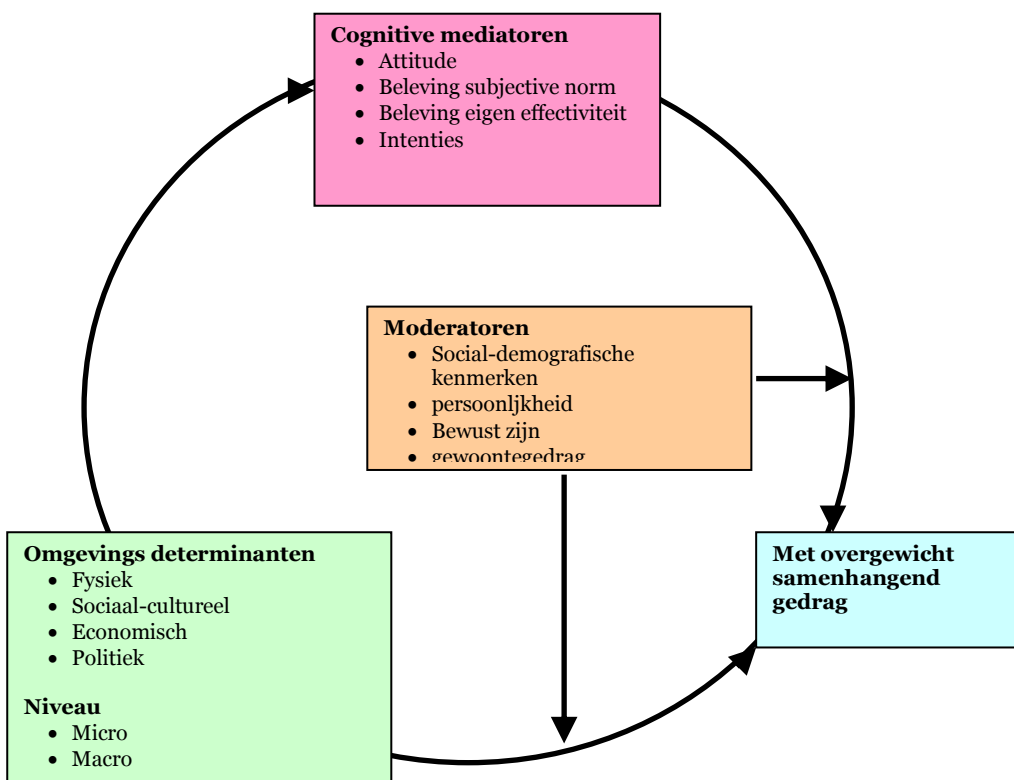 Cognitive mediatoren
• Attitude
• Beleving subjective norm
• Beleving eigen effectiviteit
• Intenties
Moderatoren
• Social-demografische
kenmerken
• persoonljkheid
• Bewust zijn
• gewoontegedrag
Omgevings determinanten
• Fysiek
• Sociaal-cultureel
• Economisch
• Politiek
Niveau
• Micro
• Macro
Met overgewicht
samenhangend
gedrag